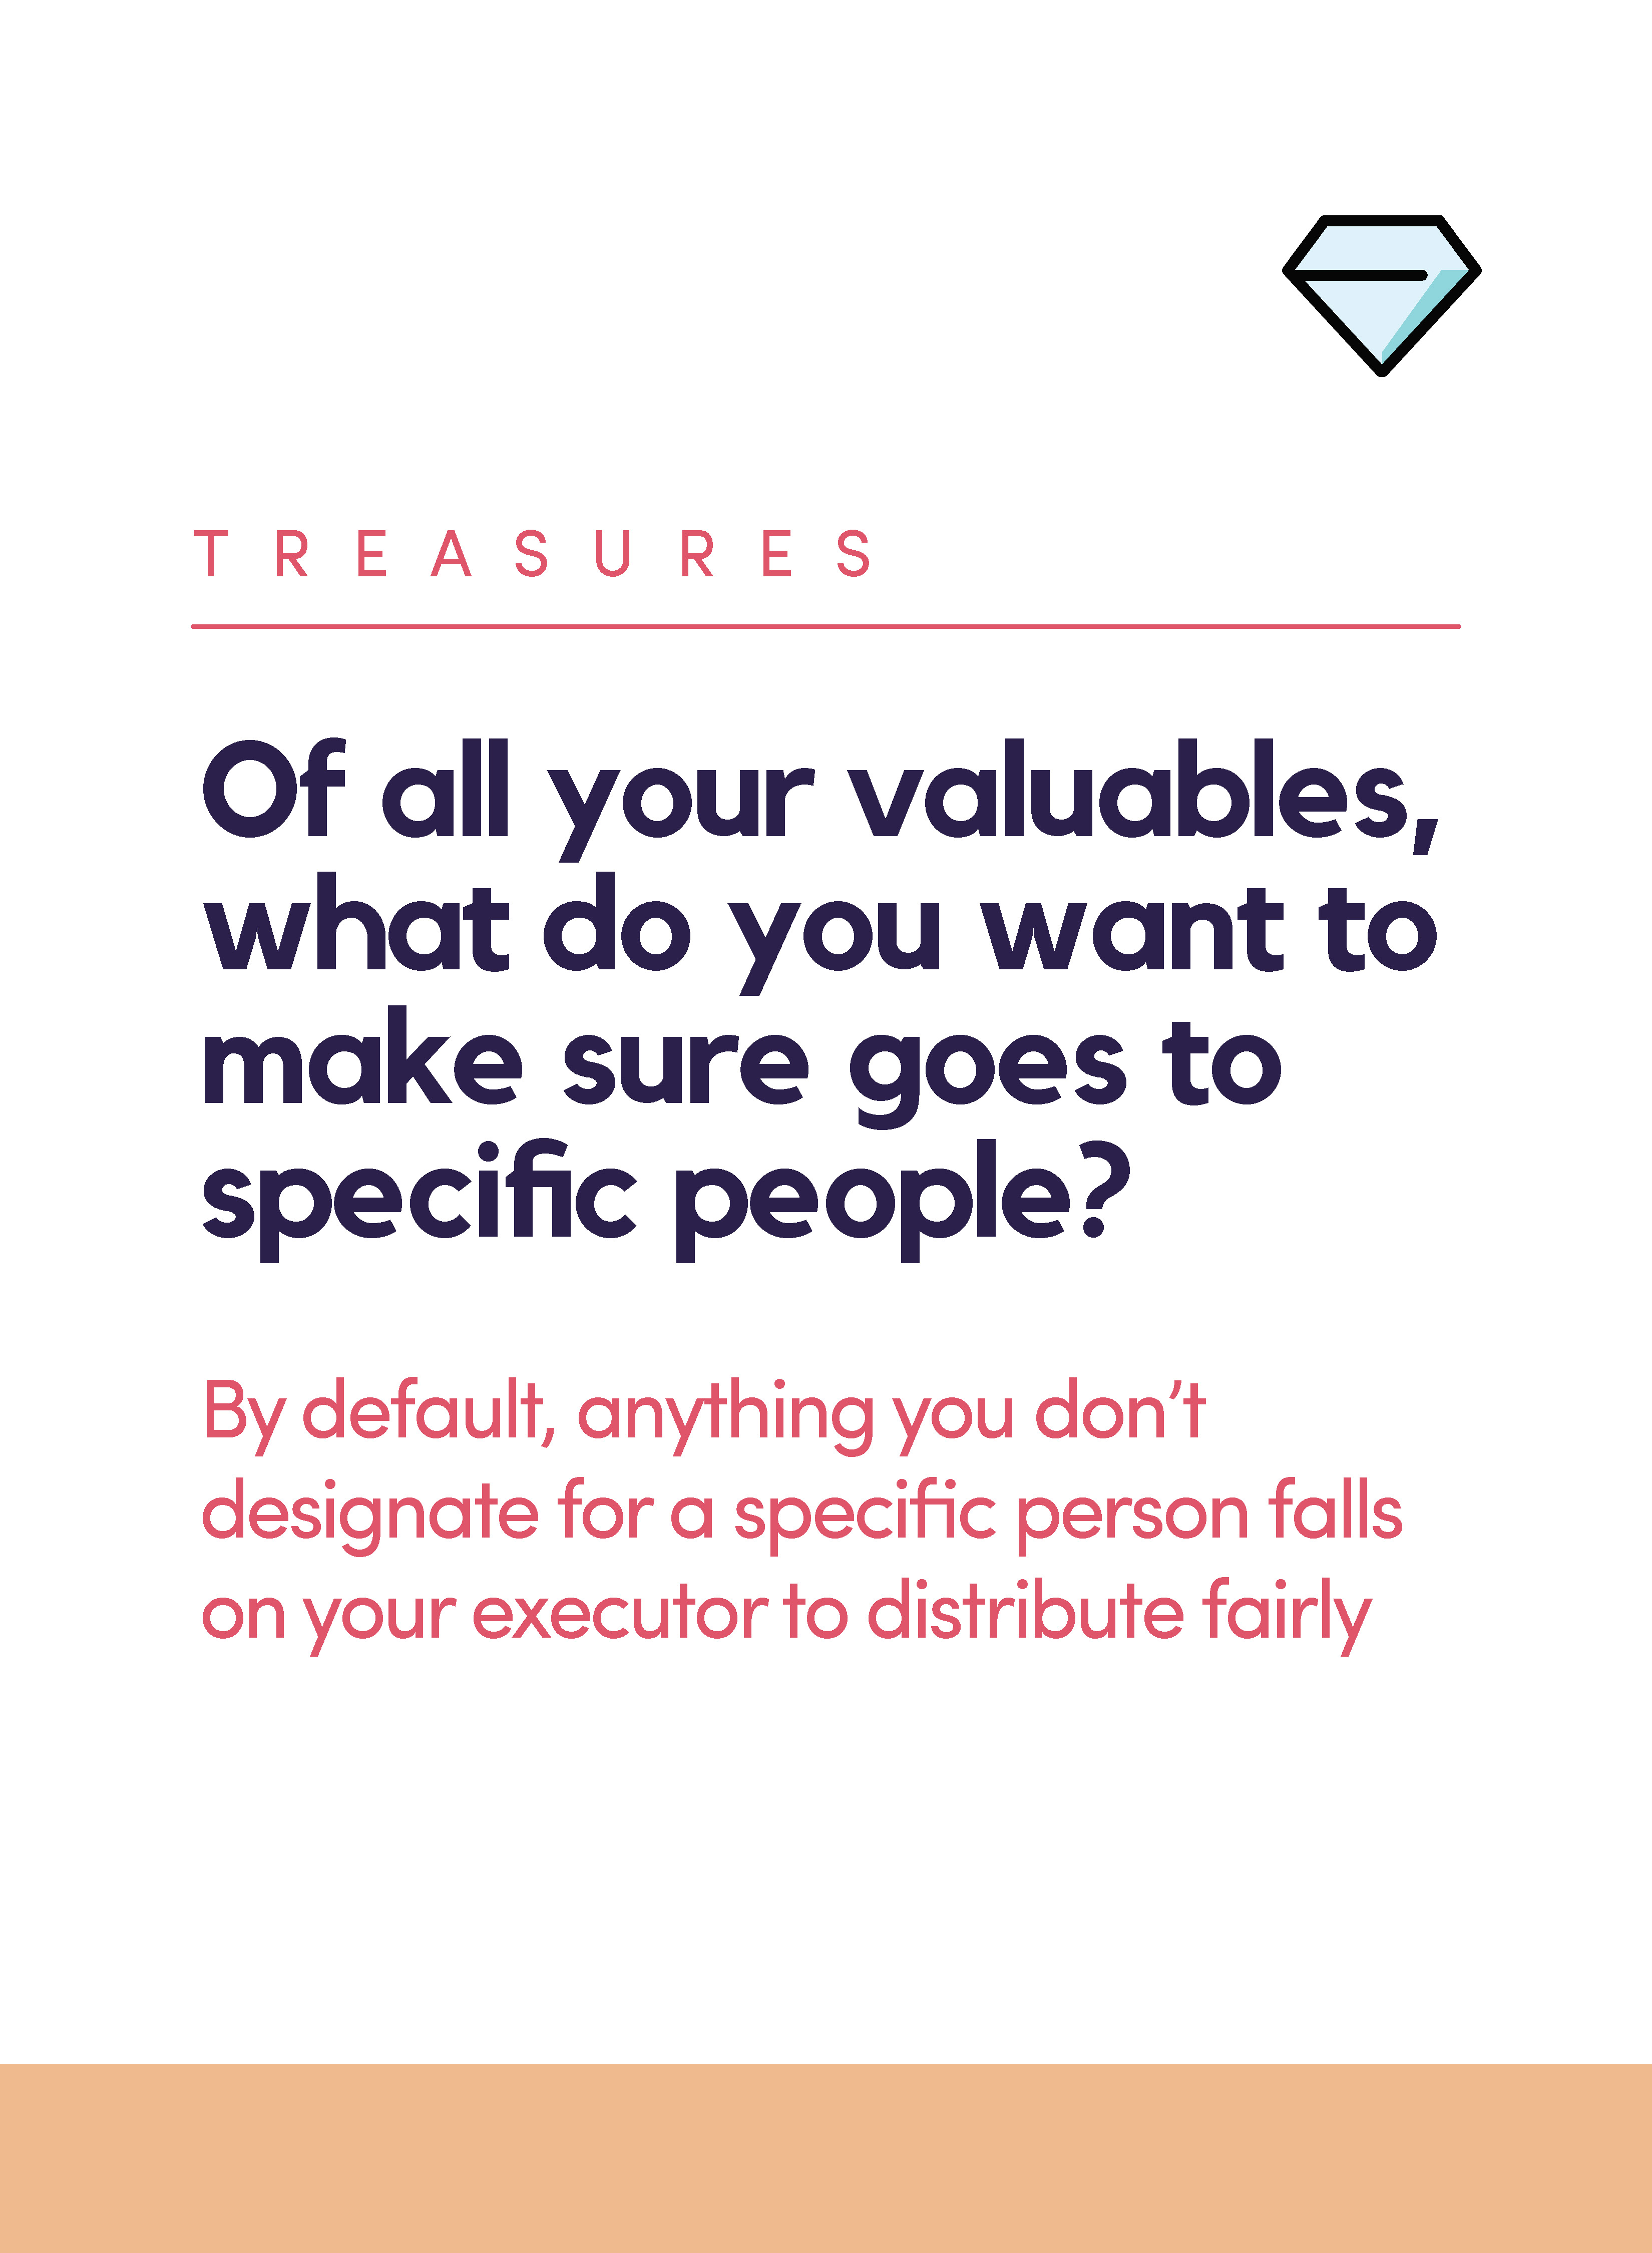 TREASURES
Of all your valuables,
what do you want to
make sure goes to
specific people?
By default, anything you don’t
designate for a specific person falls
on your executor to distribute fairly